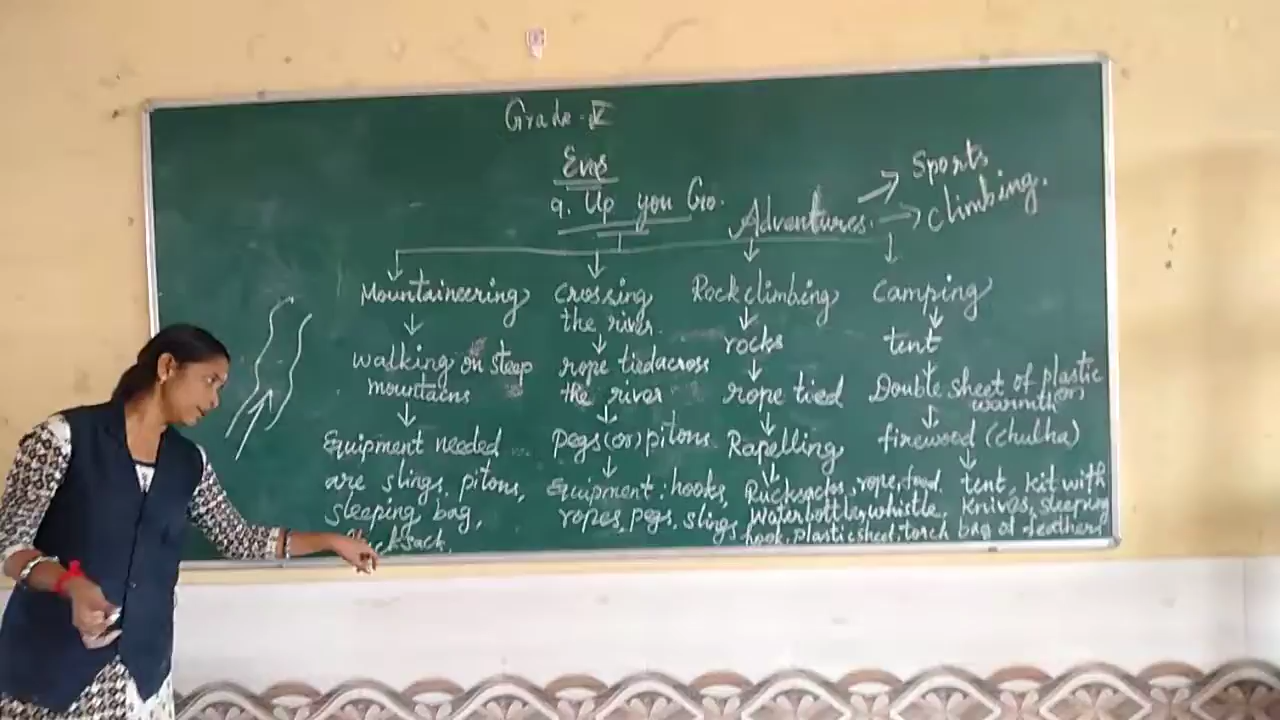 Grade - V
Evs
9. Up you Go.
Adventures.
Sports
climbing.
Mountaineering
walking on steep
mountains
Equipment needed
are slings, pitons,
sleeping bag,
sack.
crossing
the river.
rope tied across
the river
pegs (or) pitons.
Equipment : hooks,
ropes, pegs, slings
Rock climbing
rocks
rope tied
Rapelling
Rucksacks, rope, food
Waterbottle, whistle,
hook, plastic sheet, torch
Camping
tent
Double sheet of plastic
warmth
firewood (chulha)
tent, kit with
knives, sleeping
bag of feathers